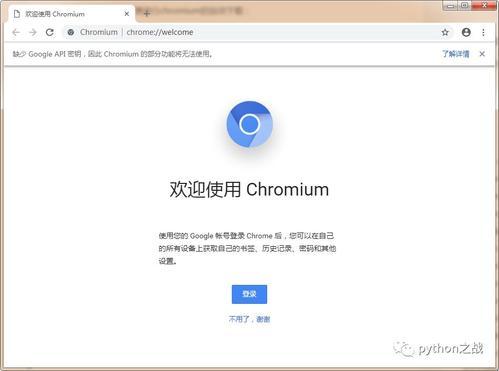 欢迎使用 Chromium
Chromium | chrome://welcome
缺少 Google API 密钥，因此 Chromium 的部分功能将无法使用。 了解详情
欢迎使用 Chromium
使用您的 Google 帐号登录 Chrome 后，您可以在自己
的所有设备上获取自己的书签、历史记录、密码和其他
设置。
登录
不用了，谢谢
python之战